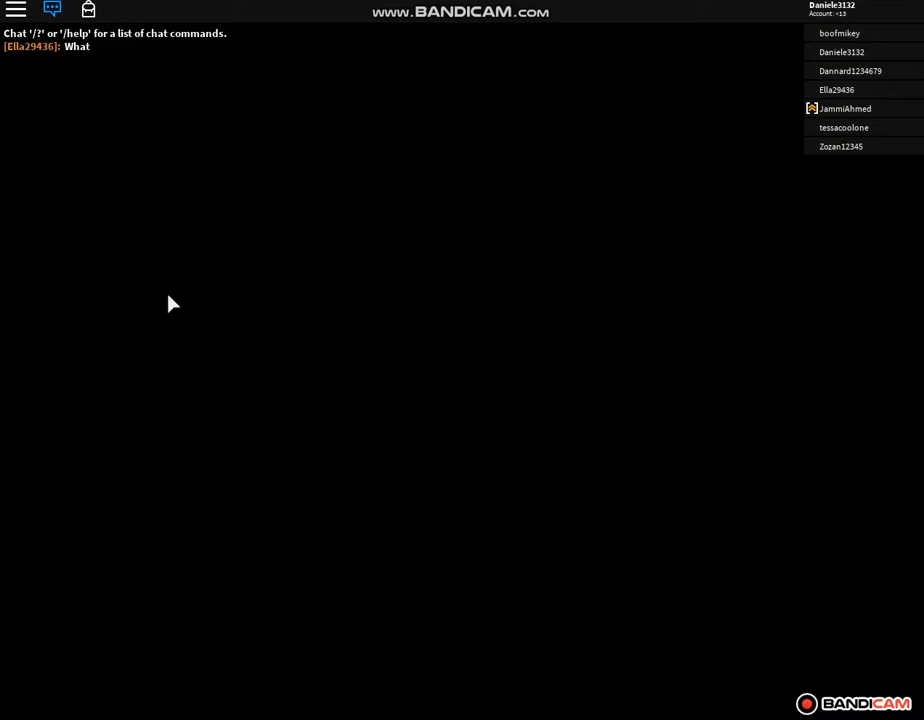 www.BANDICAM.com
Daniele3132
Account: <13
Chat '/?' or '/help' for a list of chat commands.
[Ella29436]: What
boofmikey
Daniele3132
Dannard1234679
Ella29436
JammiAhmed
tessacoolone
Zozan12345
BANDICAM